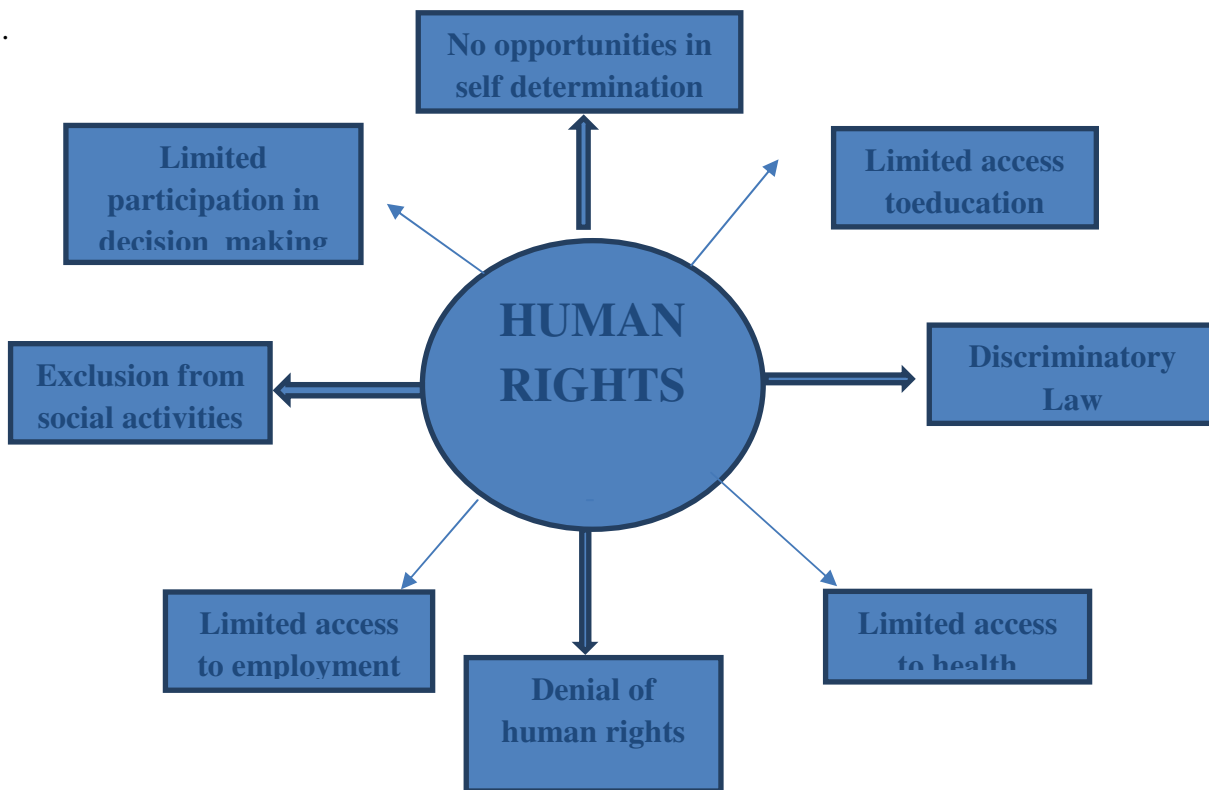 .
No opportunities in
self determination
Limited
participation in
decision making
Limited access
toeducation
HUMAN
RIGHTS
Exclusion from
social activities
Discriminatory
Law
Limited access
to employment
Denial of
human rights
Limited access
to health